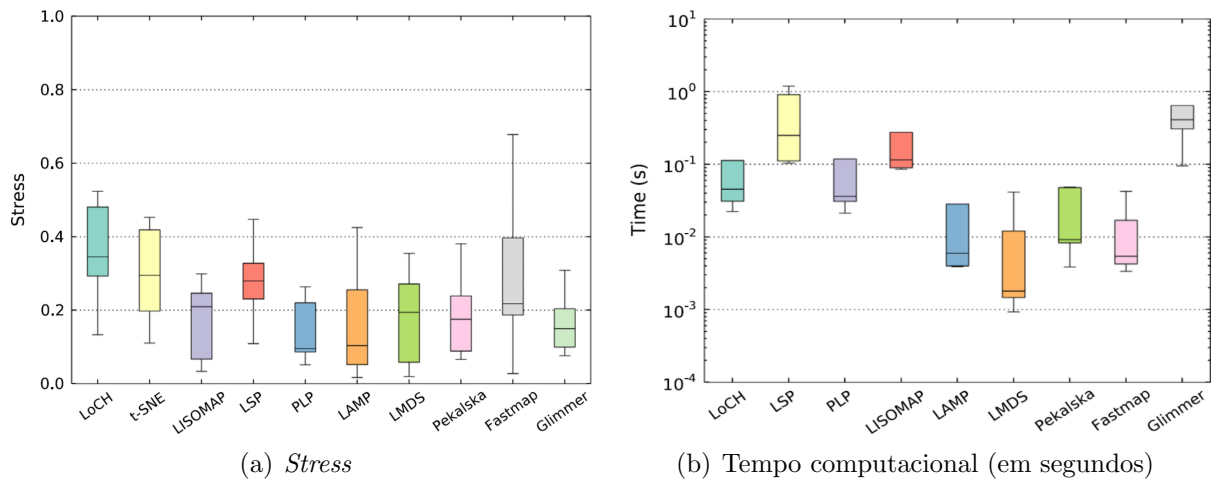 Stress
1.0
0.8
0.6
0.4
0.2
0.0
LoCH t-SNE LISOMAP LSP PLP LAMP LMDS Pekalska Fastmap Glimmer
(a) Stress
Time (s)
10^1
10^0
10^-1
10^-2
10^-3
10^-4
LoCH LSP PLP LISOMAP LAMP LMDS Pekalska Fastmap Glimmer
(b) Tempo computacional (em segundos)